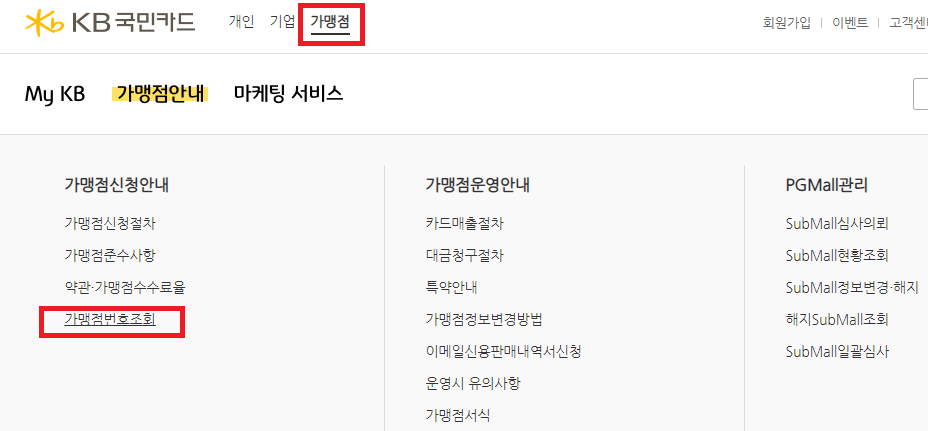 KB국민카드 개인 기업 가맹점 회원가입 이벤트
My KB 가맹점안내 마케팅 서비스
가맹점신청안내
가맹점신청절차
가맹점준수사항
약관·가맹점수수료율
가맹점번호조회
가맹점운영안내
카드매출절차
대금청구절차
특약안내
가맹점정보변경방법
이메일신용판매내역서신청
운영시 유의사항
가맹점서식
PGMall관리
SubMall심사의뢰
SubMall현황조회
SubMall정보변경·해지
해지SubMall조회
SubMall일괄심사